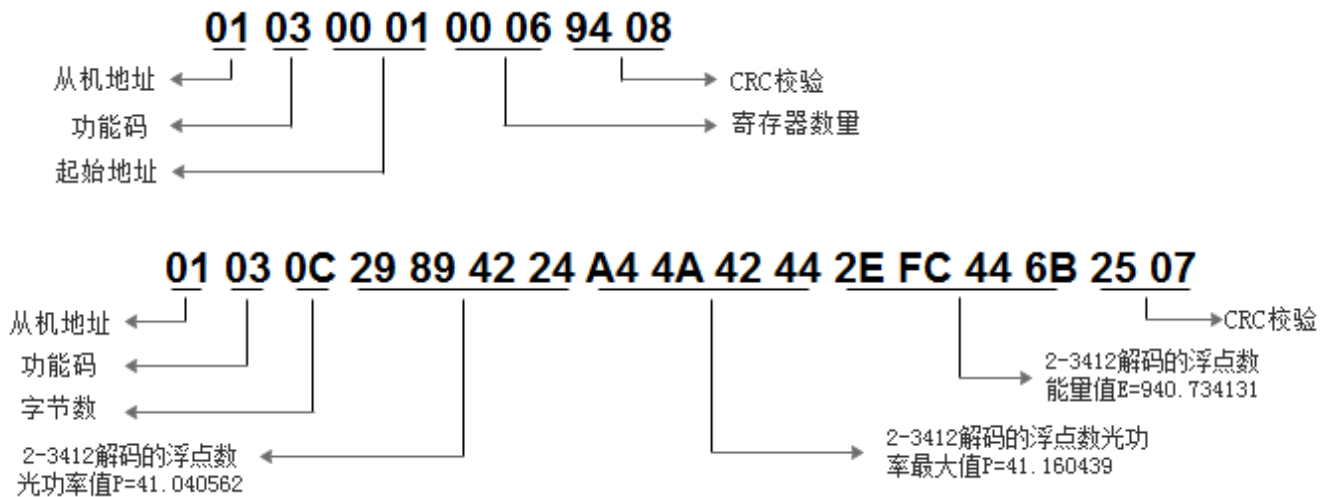 01 03 00 01 00 06 94 08
从机地址
CRC校验
功能码
寄存器数量
起始地址
01 03 0C 29 89 42 24 A4 4A 42 44 2E FC 44 6B 25 07
从机地址
CRC校验
功能码
2-3412解码的浮点数
能量值E=940.734131
字节数
2-3412解码的浮点数
光功率值P=41.040562
2-3412解码的浮点数光功
率最大值P=41.160439